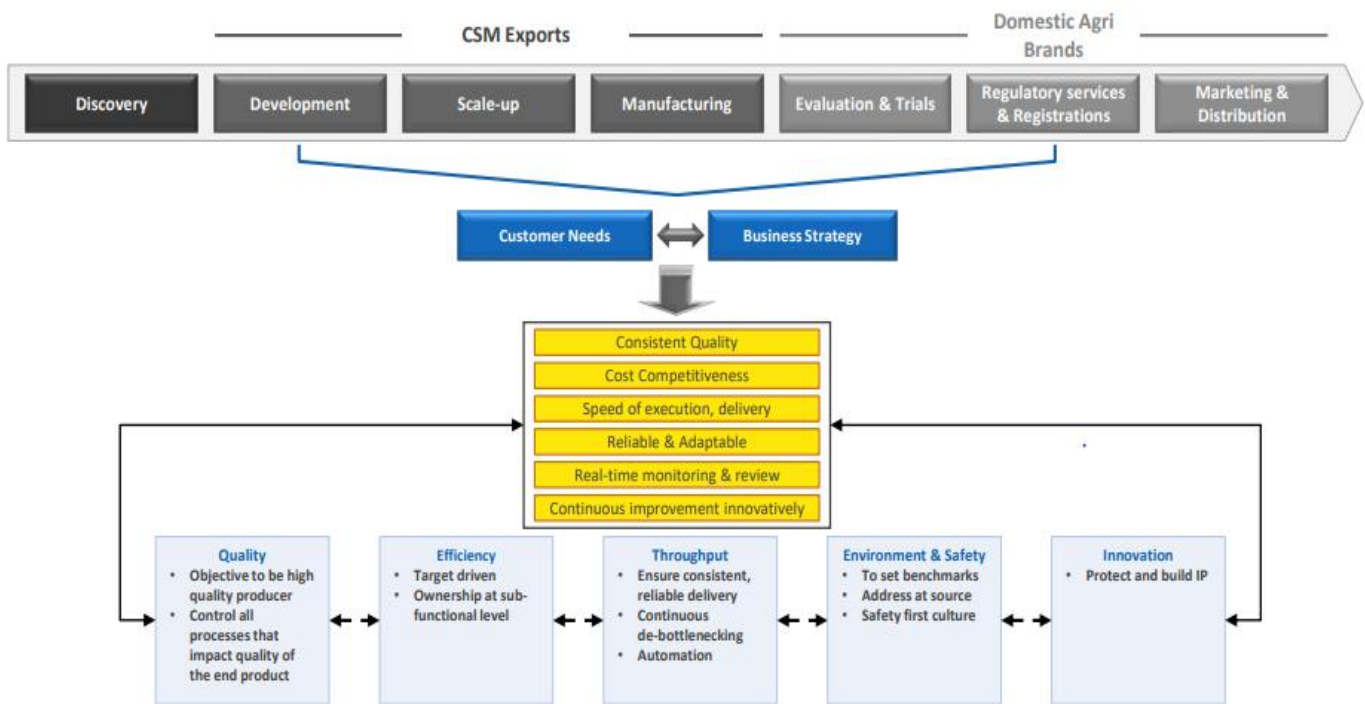 CSM Exports
Domestic Agri
Brands
Discovery
Development
Scale-up
Manufacturing
Evaluation & Trials
Regulatory services
& Registrations
Marketing &
Distribution
Customer Needs
Business Strategy
Consistent Quality
Cost Competitiveness
Speed of execution, delivery
Reliable & Adaptable
Real-time monitoring & review
Continuous improvement innovatively
Quality
• Objective to be high
quality producer
• Control all
processes that
impact quality of
the end product
Efficiency
• Target driven
• Ownership at sub-
functional level
Throughput
• Ensure consistent,
reliable delivery
• Continuous
de-bottlenecking
• Automation
Environment & Safety
• To set benchmarks
• Address at source
• Safety first culture
Innovation
• Protect and build IP